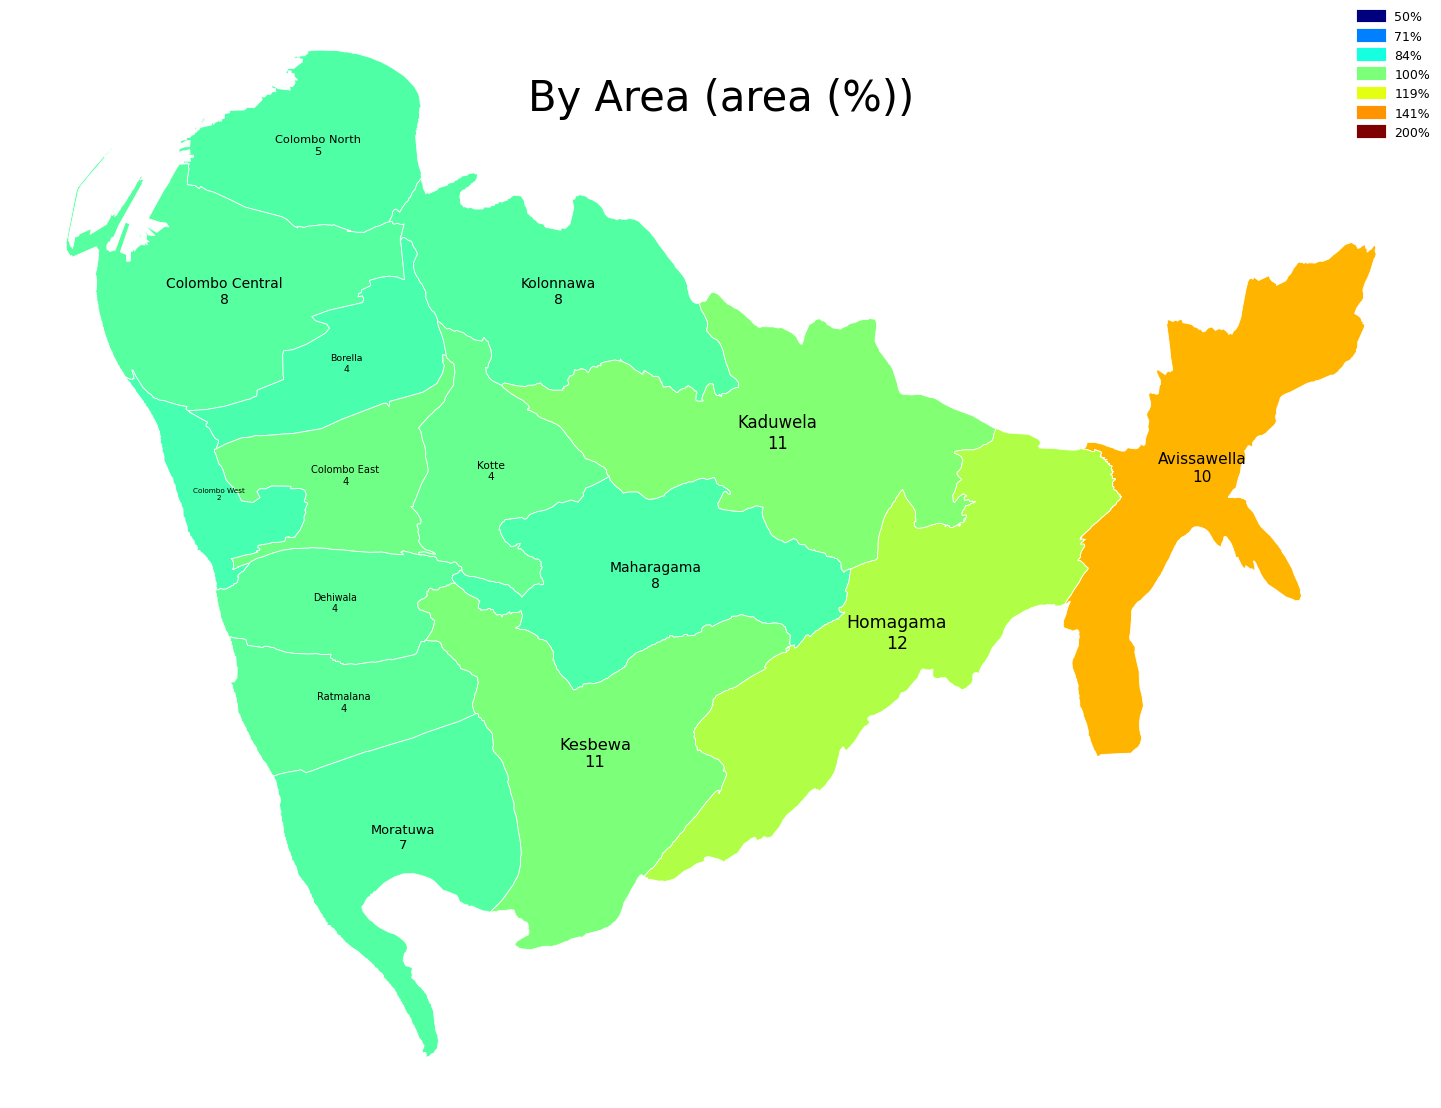 By Area (area (%))
50%
71%
84%
100%
119%
141%
200%
Colombo North
5
Colombo Central
8
Kolonnawa
8
Borella
4
Kaduwela
11
Avissawella
10
Colombo East
4
Kotte
4
Colombo West
2
Maharagama
8
Dehiwala
4
Homagama
12
Ratmalana
4
Kesbewa
11
Moratuwa
7